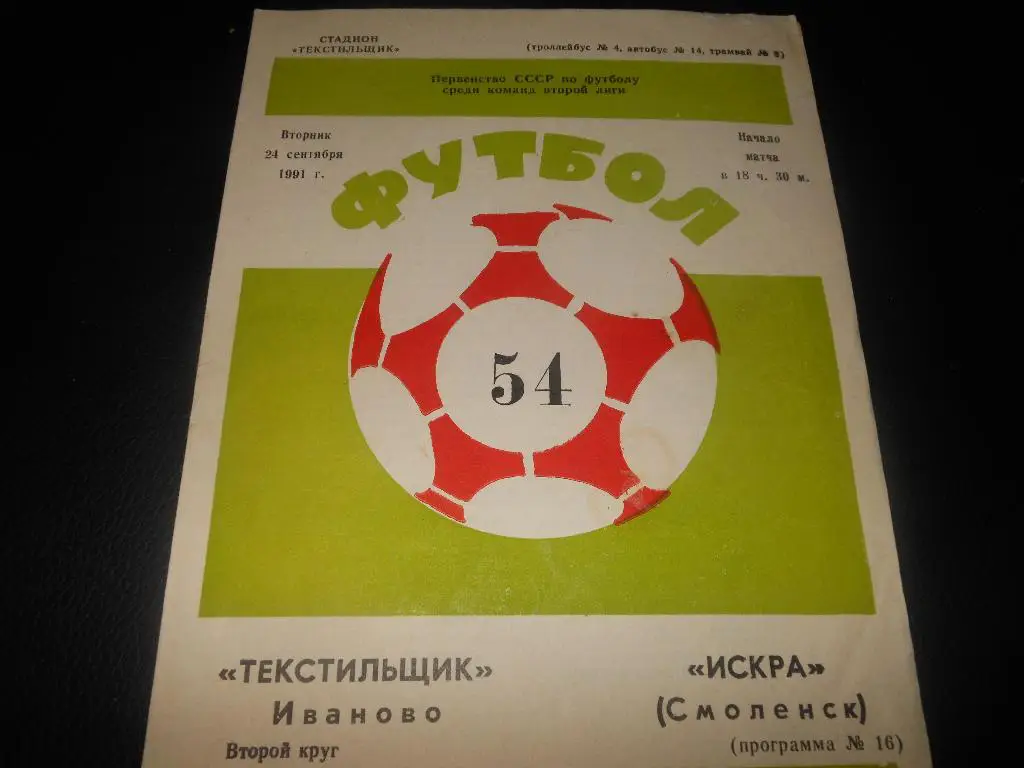 СТАДИОН
«ТЕКСТИЛЬЩИК»
(троллейбус № 4, автобус № 14, трамвай № 8)
Первенство СССР по футболу
среди команд второй лиги
Вторник
24 сентября
1991 г.
Начало
матча
в 18 ч. 30 м.
ФУТБОЛ
54
«ТЕКСТИЛЬЩИК»
Иваново
«ИСКРА»
(Смоленск)
Второй круг
(программа № 16)